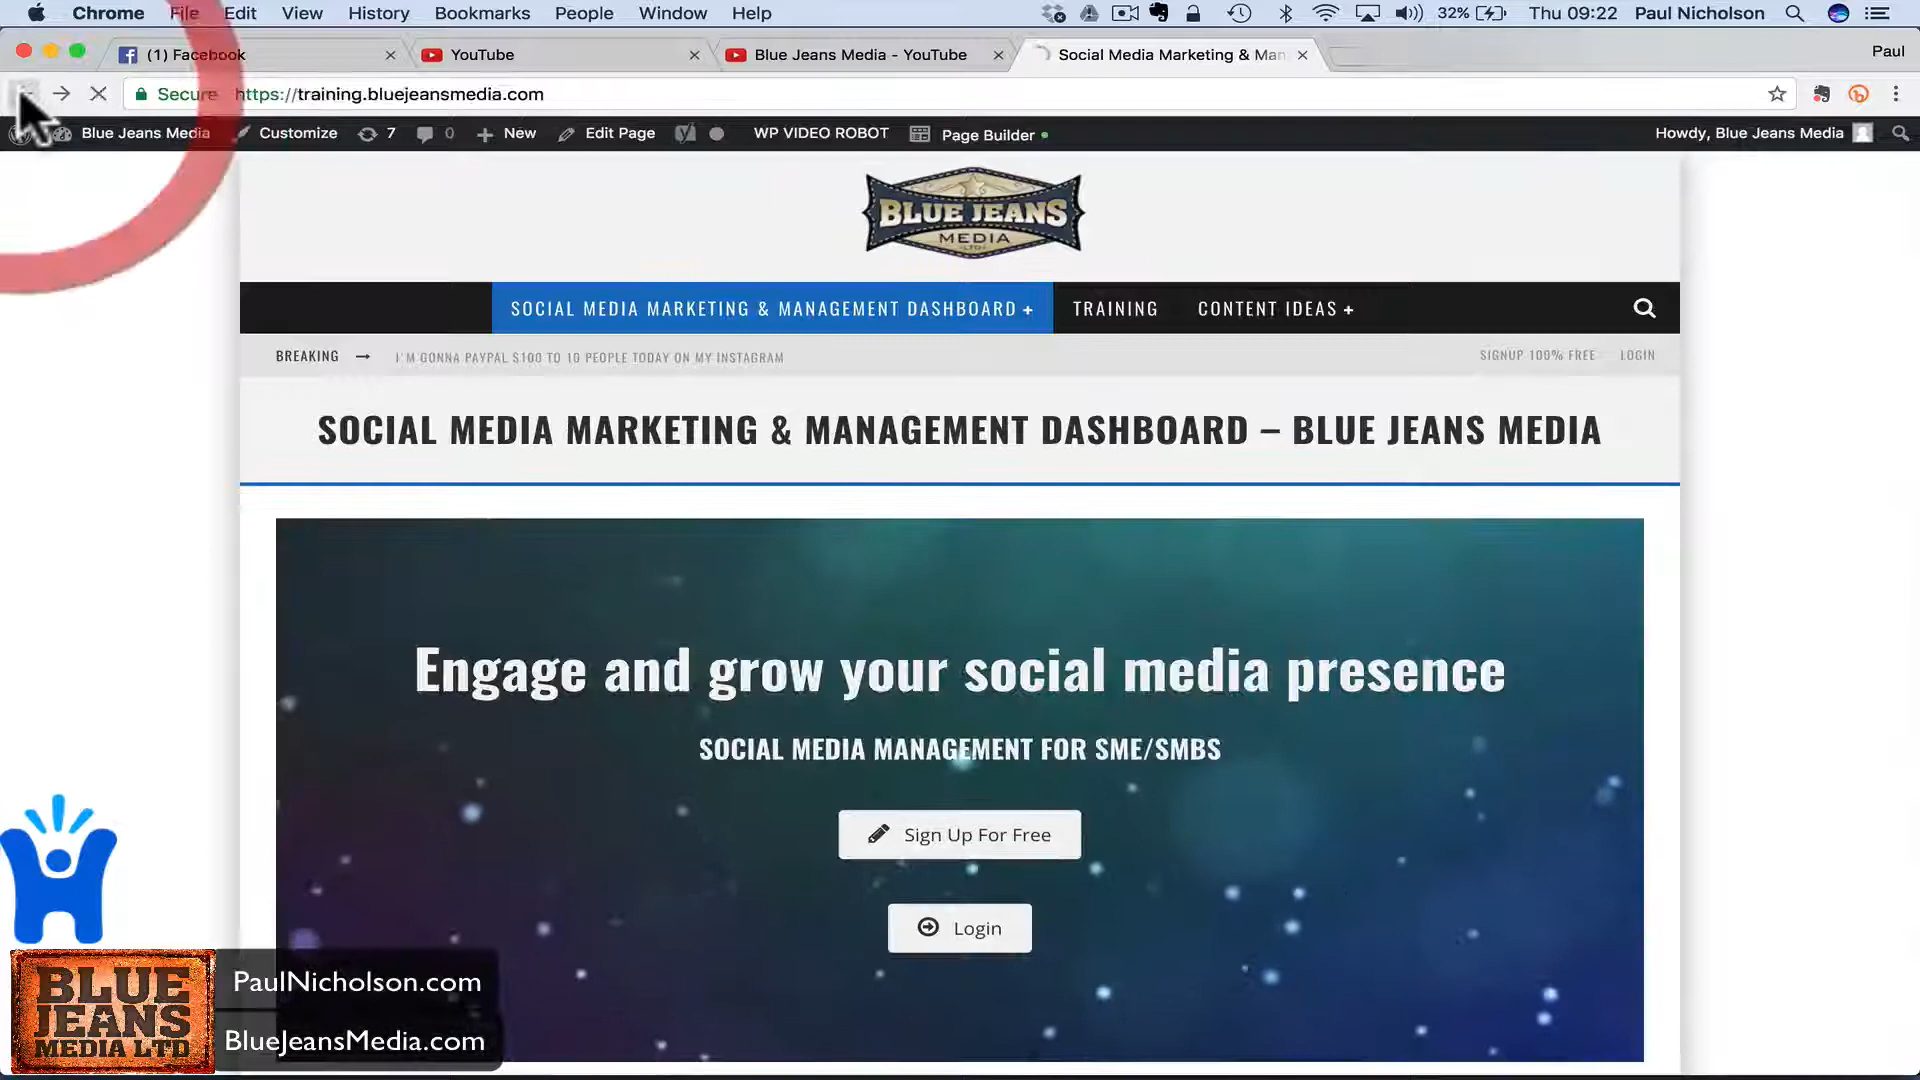 Chrome File Edit View History Bookmarks People Window Help 32% Thu 09:22 Paul Nicholson
(1) Facebook YouTube Blue Jeans Media - YouTube Social Media Marketing & Man Paul
Secure https://training.bluejeansmedia.com
Blue Jeans Media Customize 7 0 New Edit Page WP VIDEO ROBOT Page Builder Howdy, Blue Jeans Media
BLUE JEANS
MEDIA
LTD
SOCIAL MEDIA MARKETING & MANAGEMENT DASHBOARD + TRAINING CONTENT IDEAS +
BREAKING → I'M GONNA PAYPAL $100 TO 10 PEOPLE TODAY ON MY INSTAGRAM SIGNUP 100% FREE LOGIN
SOCIAL MEDIA MARKETING & MANAGEMENT DASHBOARD – BLUE JEANS MEDIA
Engage and grow your social media presence
SOCIAL MEDIA MANAGEMENT FOR SME/SMBS
Sign Up For Free
Login
BLUE
JEANS
MEDIA LTD
PaulNicholson.com
BlueJeansMedia.com